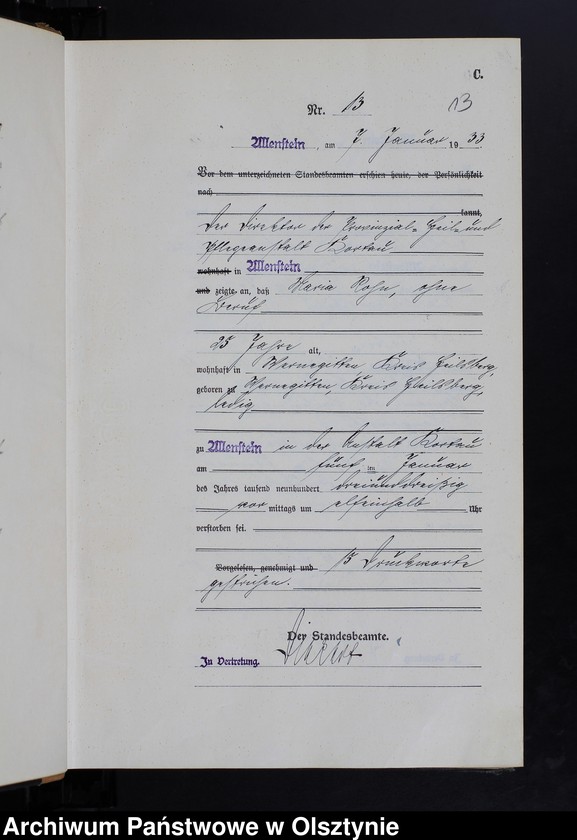 C.
Nr. 13 13
Allenstein, am 7. Januar 1933
Vor dem unterzeichneten Standesbeamten erschien heute, der Persönlichkeit
nach
kannt,
Der Direktor der Provinzial-Heil- und
Pflegeanstalt Kortau
wohnhaft in Allenstein
und zeigte an, daß Maria , ohne
Beruf
25 Jahre alt,
wohnhaft in Wernegitten Kreis Heilsberg,
geboren zu Wernegitten, Kreis Heilsberg,
ledig
zu Allenstein in der Anstalt Kortau
am fünf ten Januar
des Jahres tausend neunhundert dreiunddreißig
vor mittags um elfeinhalb Uhr
verstorben sei.
Vorgelesen, genehmigt und 15 Druckworte
gestrichen.
Der Standesbeamte.
In Vertretung.
Archiwum Państwowe w Olsztynie